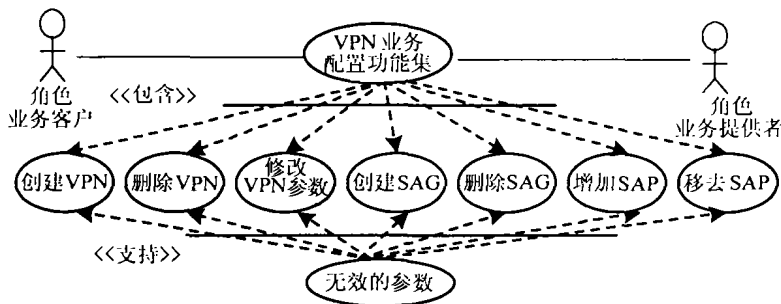 VPN 业务
配置功能集
角色
业务客户
<<包含>>
角色
业务提供者
创建VPN
删除VPN
修改
VPN参数
创建SAG
删除SAG
增加SAP
移去SAP
<<支持>>
无效的参数